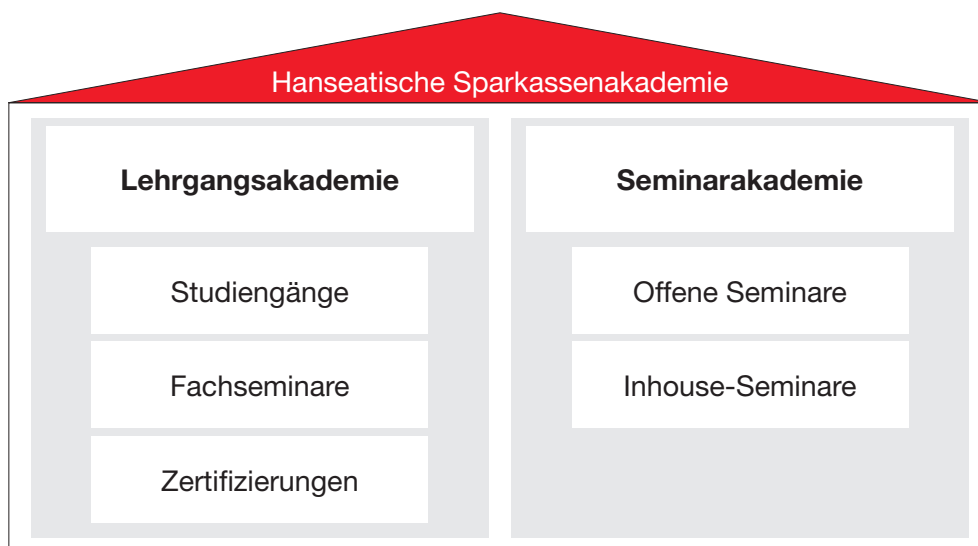 Hanseatische Sparkassenakademie
Lehrgangsakademie
Studiengänge
Fachseminare
Zertifizierungen
Seminarakademie
Offene Seminare
Inhouse-Seminare